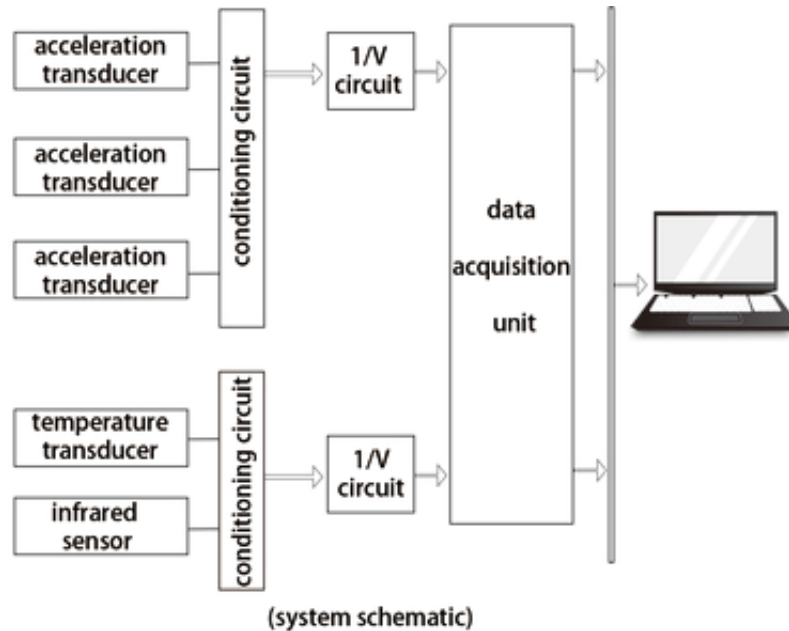 acceleration
transducer
acceleration
transducer
acceleration
transducer
conditioning circuit
1/V
circuit
data
acquisition
unit
temperature
transducer
infrared
sensor
conditioning circuit
1/V
circuit
(system schematic)